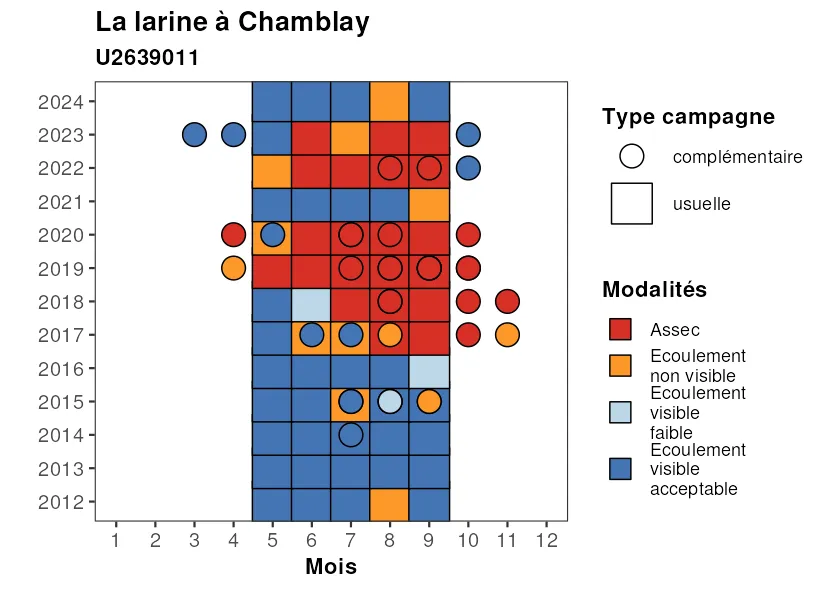 La larine à Chamblay
U2639011
2024
2023
2022
2021
2020
2019
2018
2017
2016
2015
2014
2013
2012
1 2 3 4 5 6 7 8 9 10 11 12
Mois
Type campagne
complémentaire
usuelle
Modalités
Assec
Ecoulement
non visible
Ecoulement
visible
faible
Ecoulement
visible
acceptable